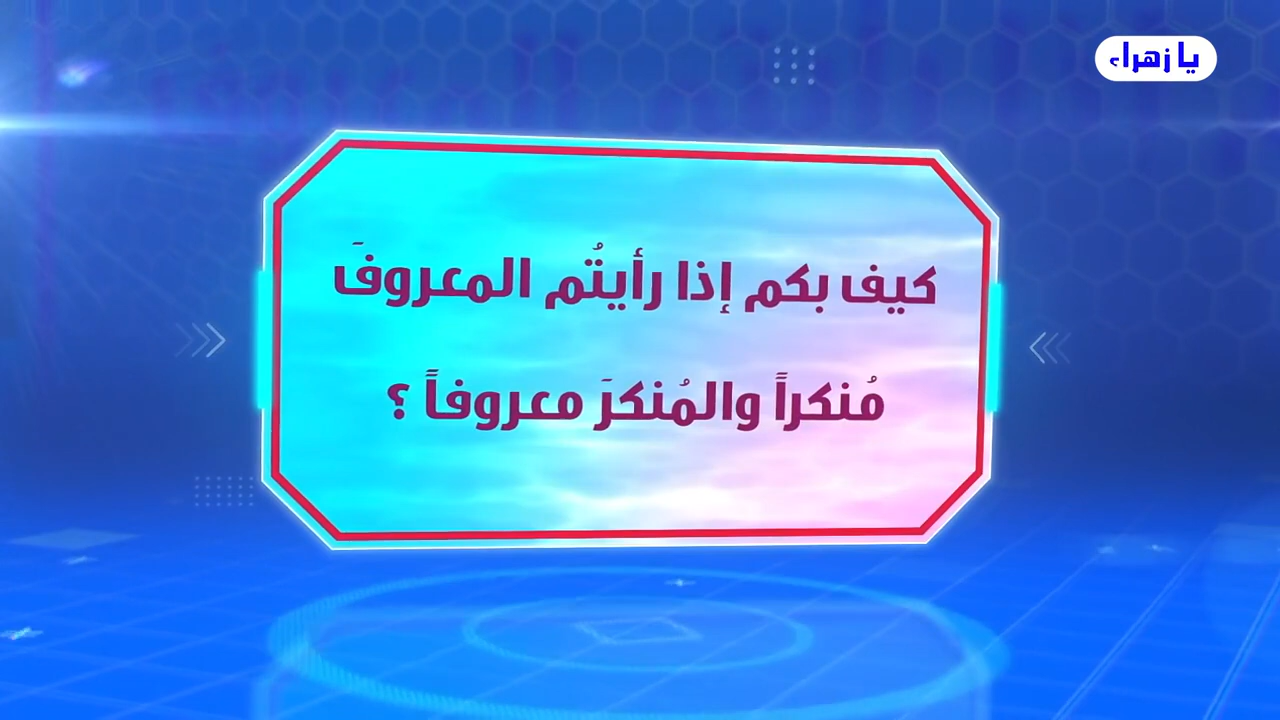 يا زهراء
كيف بكم إذا رأيتُم المعروفَ
مُنكراً والمُنكرَ معروفاً ؟